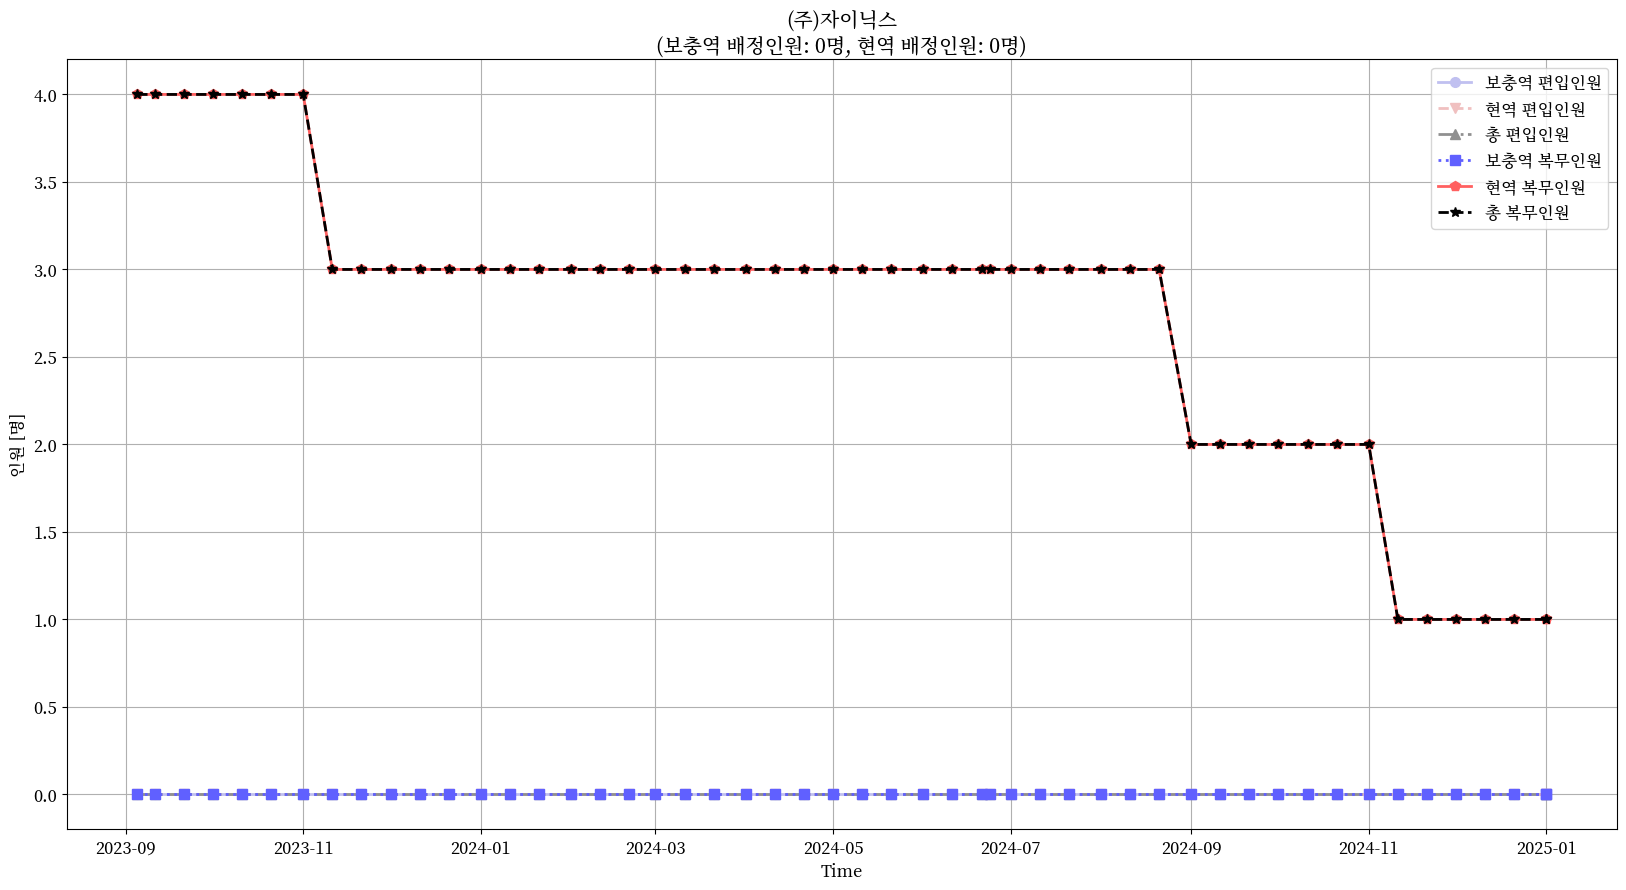 (주)자이닉스
(보충역 배정인원: 0명, 현역 배정인원: 0명)
보충역 편입인원
현역 편입인원
총 편입인원
보충역 복무인원
현역 복무인원
총 복무인원
인원 [명]
4.0
3.5
3.0
2.5
2.0
1.5
1.0
0.5
0.0
2023-09 2023-11 2024-01 2024-03 2024-05 2024-07 2024-09 2024-11 2025-01
Time